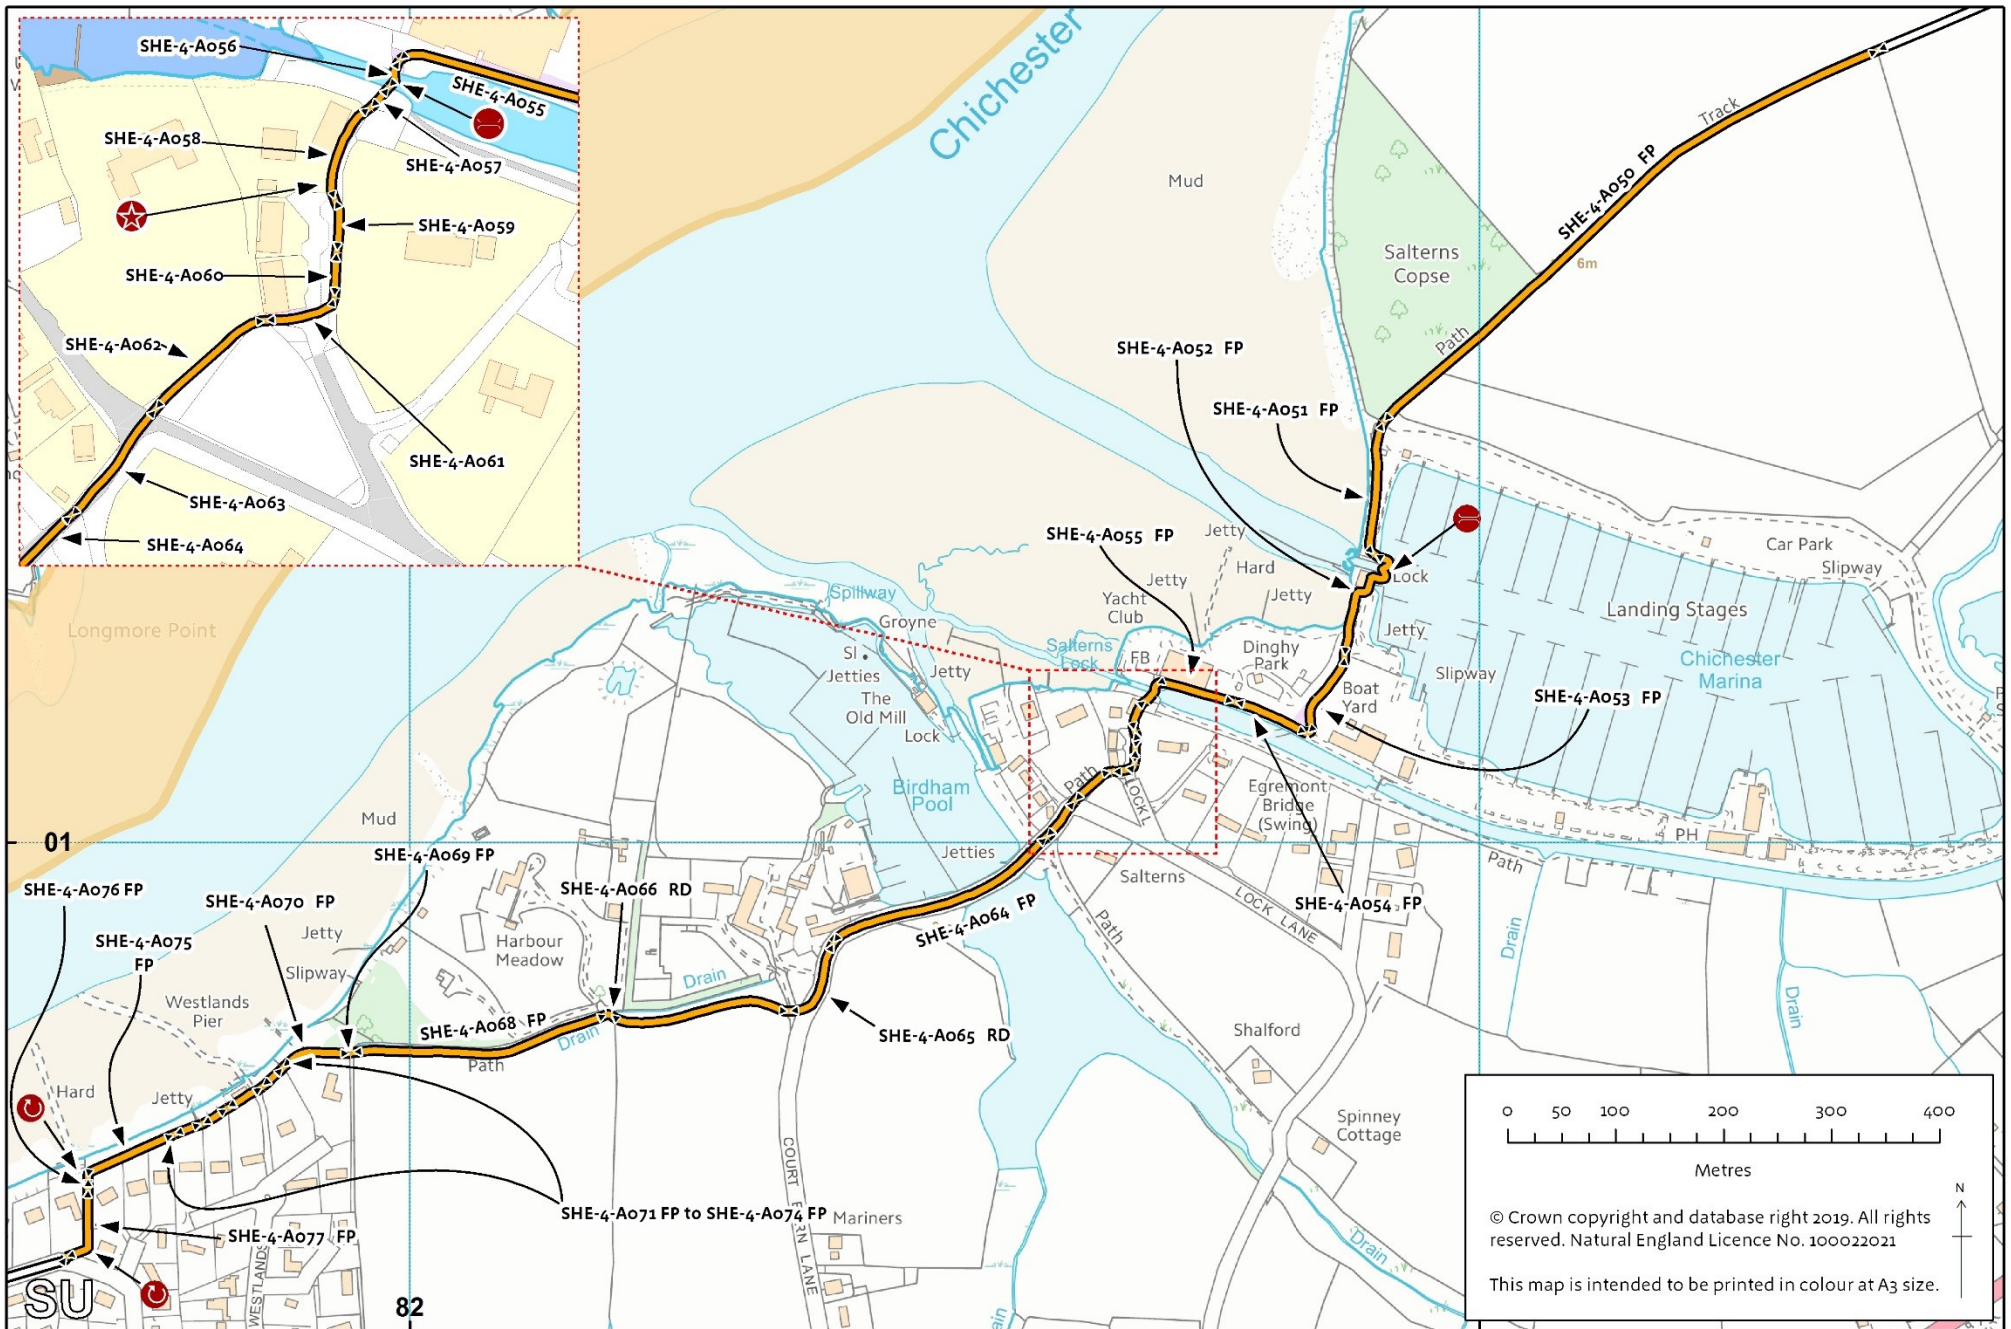 SHE-4-A056
SHE-4-A055
SHE-4-A058
SHE-4-A057
SHE-4-A059
SHE-4-A060
SHE-4-A062
SHE-4-A061
SHE-4-A063
SHE-4-A064
Chichester
Mud
Salterns
Copse
Track
SHE-4-A050 FP
6m
Path
SHE-4-A052 FP
SHE-4-A051 FP
SHE-4-A055 FP
Jetty
Hard
Jetty
Jetty
Yacht
Club
Lock
Car Park
Slipway
Landing Stages
Chichester
Marina
Jetty
Slipway
Longmore Point
Spillway
Groyne
Sl
Jetties
Jetty
The
Old Mill
Lock
Salterns
Lock
FB
Dinghy
Park
Boat
Yard
SHE-4-A053 FP
Birdham
Pool
Path
LOCK L
Egremont
Bridge
(Swing)
PH
Path
Mud
01
Jetties
Salterns
LOCK LANE
SHE-4-A054 FP
Drain
Drain
SHE-4-A069 FP
SHE-4-A076 FP
SHE-4-A070 FP
SHE-4-A066 RD
SHE-4-A064 FP
Path
SHE-4-A075
FP
Jetty
Slipway
Harbour
Meadow
Drain
Westlands
Pier
SHE-4-A068 FP
Drain
Path
SHE-4-A065 RD
Shalford
Hard
Jetty
Spinney
Cottage
COURT
RN LANE
SHE-4-A071 FP to SHE-4-A074 FP
Mariners
SHE-4-A077 FP
WESTLANDS
SU
82
Drain
ain
0 50 100 200 300 400
Metres
N
© Crown copyright and database right 2019. All rights
reserved. Natural England Licence No. 100022021
This map is intended to be printed in colour at A3 size.